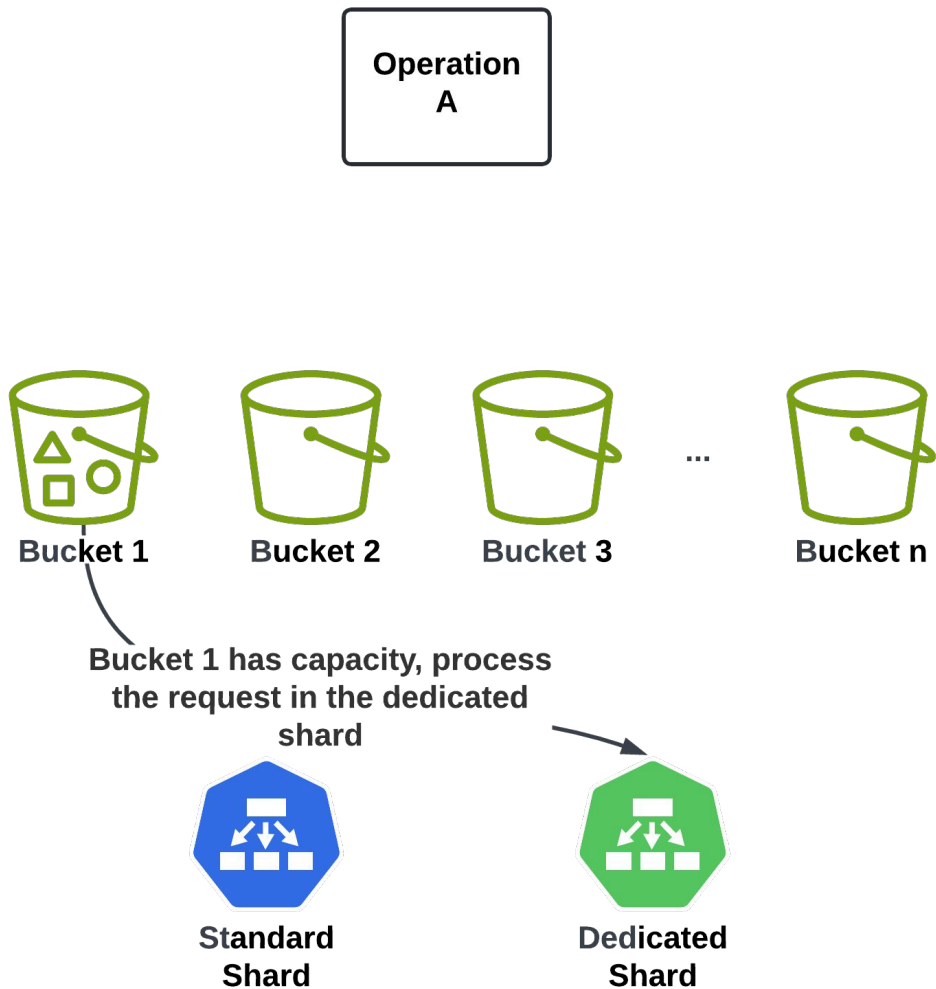 Operation
A
...
Bucket 1
Bucket 2
Bucket 3
Bucket n
Bucket 1 has capacity, process
the request in the dedicated
shard
Standard
Shard
Dedicated
Shard